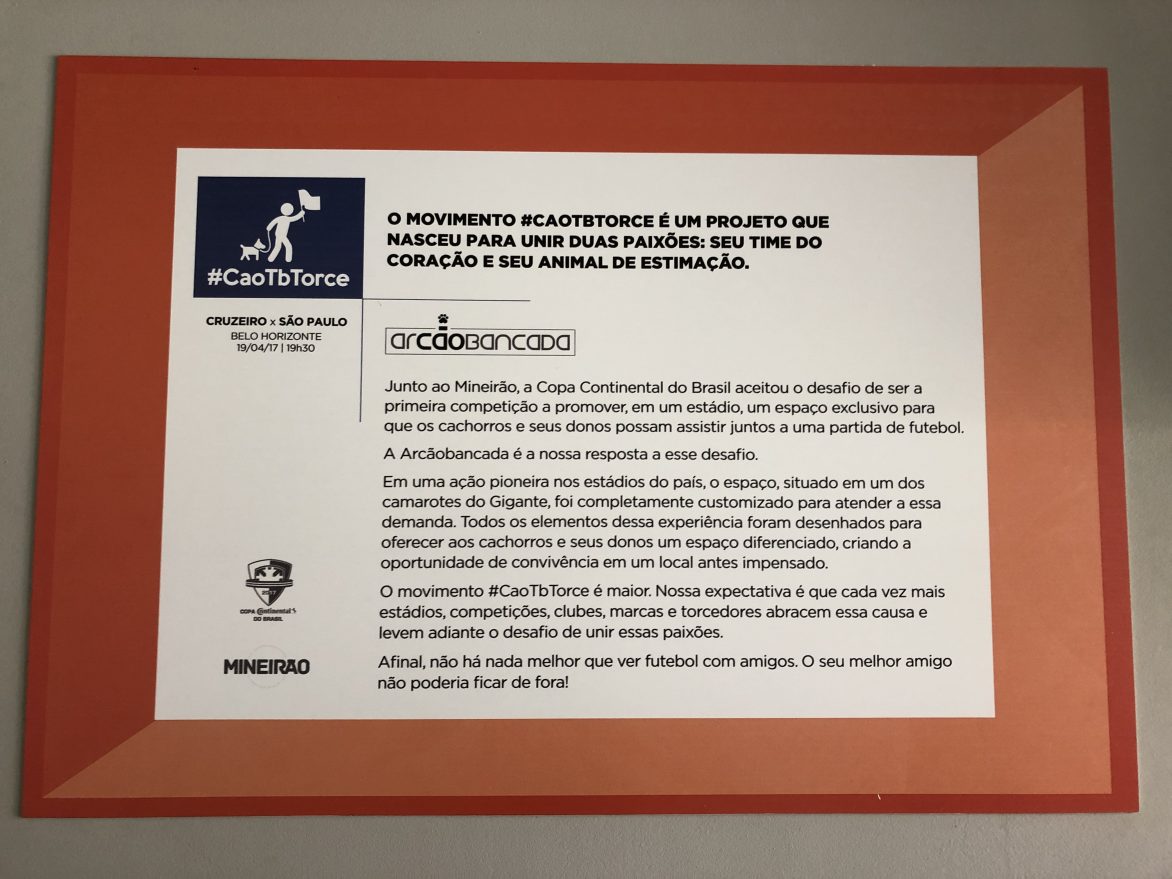 #CaoTbTorce
CRUZEIRO x SÃO PAULO
BELO HORIZONTE
19/04/17 | 19h30
O MOVIMENTO #CAOTBTORCE É UM PROJETO QUE
NASCEU PARA UNIR DUAS PAIXÕES: SEU TIME DO
CORAÇÃO E SEU ANIMAL DE ESTIMAÇÃO.
arcãoBancada
Junto ao Mineirão, a Copa Continental do Brasil aceitou o desafio de ser a
primeira competição a promover, em um estádio, um espaço exclusivo para
que os cachorros e seus donos possam assistir juntos a uma partida de futebol.
A Arcãobancada é a nossa resposta a esse desafio.
Em uma ação pioneira nos estádios do país, o espaço, situado em um dos
camarotes do Gigante, foi completamente customizado para atender a essa
demanda. Todos os elementos dessa experiência foram desenhados para
oferecer aos cachorros e seus donos um espaço diferenciado, criando a
oportunidade de convivência em um local antes impensado.
O movimento #CaoTbTorce é maior. Nossa expectativa é que cada vez mais
estádios, competições, clubes, marcas e torcedores abracem essa causa e
levem adiante o desafio de unir essas paixões.
Afinal, não há nada melhor que ver futebol com amigos. O seu melhor amigo
não poderia ficar de fora!
2017
COPA Continental
DO BRASIL
MINEIRÃO